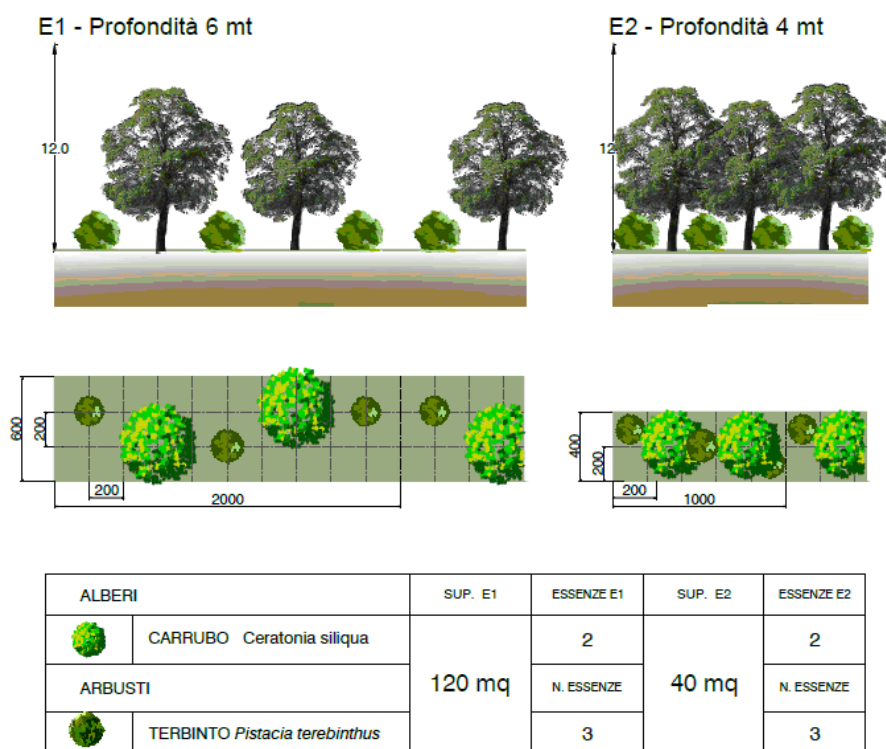 E1 - Profondità 6 mt
E2 - Profondità 4 mt
12.0
12
600
200
200
2000
400
200
200
1000
ALBERI
SUP. E1
ESSENZE E1
SUP. E2
ESSENZE E2
CARRUBO Ceratonia siliqua
2
2
120 mq
40 mq
ARBUSTI
N. ESSENZE
N. ESSENZE
TERBINTO Pistacia terebinthus
3
3